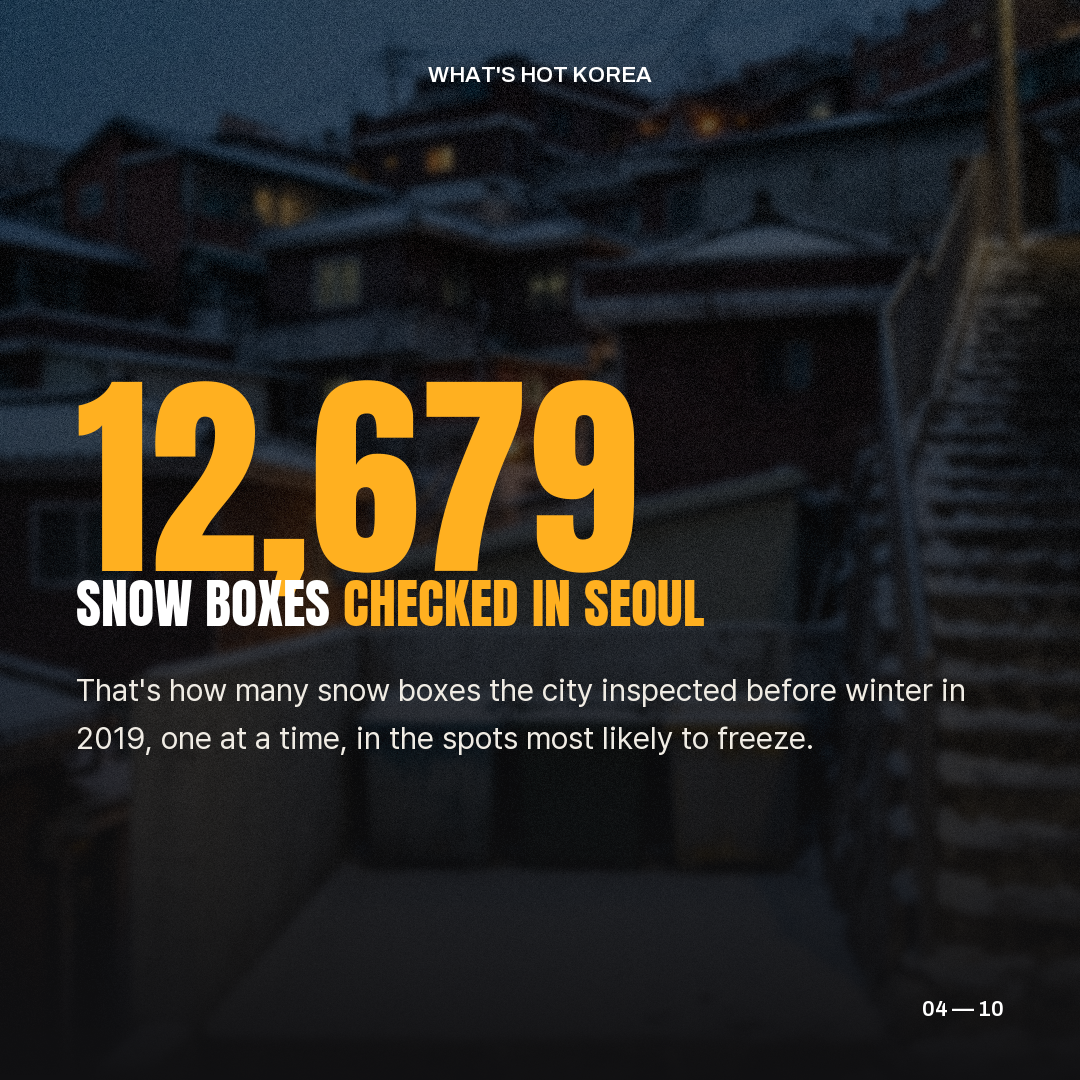 WHAT'S HOT KOREA
12,679
SNOW BOXES CHECKED IN SEOUL
That's how many snow boxes the city inspected before winter in
2019, one at a time, in the spots most likely to freeze.
04 — 10